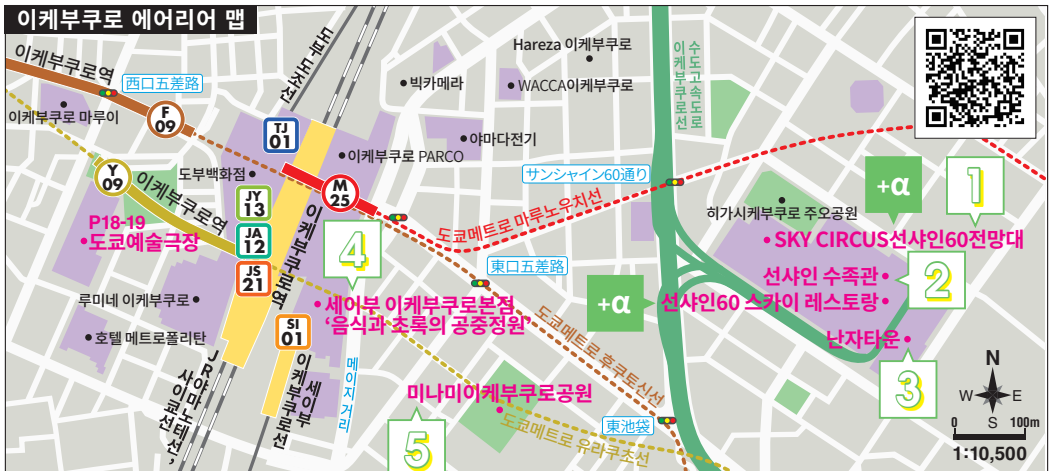 이케부쿠로 에어리어 맵
이케부쿠로역
西口五差路
이케부쿠로 마루이
F
09
도부 도조선
TJ
01
빅카메라
Hareza 이케부쿠로
WACCA이케부쿠로
야마다전기
이케부쿠로 PARCO
수도고속도로
이케부쿠로선
サンシャイン60通り
Y
09
이케부쿠로역
도부백화점
JY
13
JA
12
JS
21
M
25
이케부쿠로역
도쿄메트로 마루노우치선
P18-19
도쿄예술극장
루미네 이케부쿠로
호텔 메트로폴리탄
SI
01
세이부
이케부쿠로선
JR야마노테선,
사이쿄선
메이지 거리
4
세이부 이케부쿠로본점
‘음식과 초록의 공중정원’
東口五差路
도쿄메트로 후쿠토신선
미나미이케부쿠로공원
5
도쿄메트로 유라쿠초선
東池袋
히가시케부쿠로 주오공원
+α
1
SKY CIRCUS선샤인60전망대
선샤인 수족관
2
+α
선샤인60 스카이 레스토랑
난자타운
3
N
W
E
S
0
100m
1:10,500